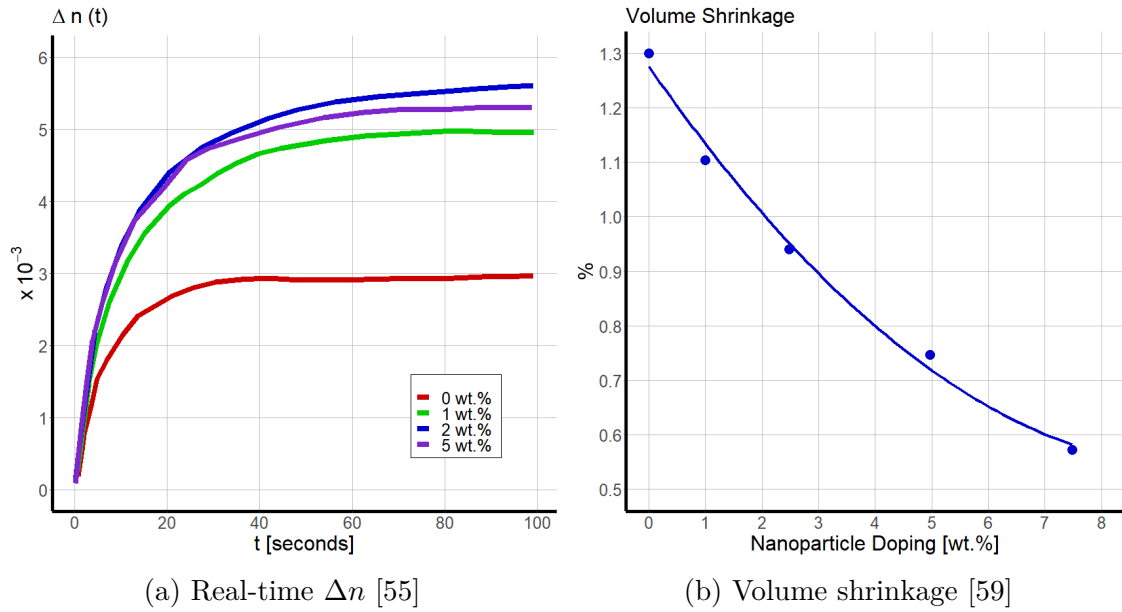 Δ n (t)
x 10⁻³
6
5
4
3
2
1
0
0 20 40 60 80 100
t [seconds]
0 wt.%
1 wt.%
2 wt.%
5 wt.%
(a) Real-time Δn [55]
Volume Shrinkage
%
1.3
1.2
1.1
1.0
0.9
0.8
0.7
0.6
0.5
0 1 2 3 4 5 6 7 8
Nanoparticle Doping [wt.%]
(b) Volume shrinkage [59]